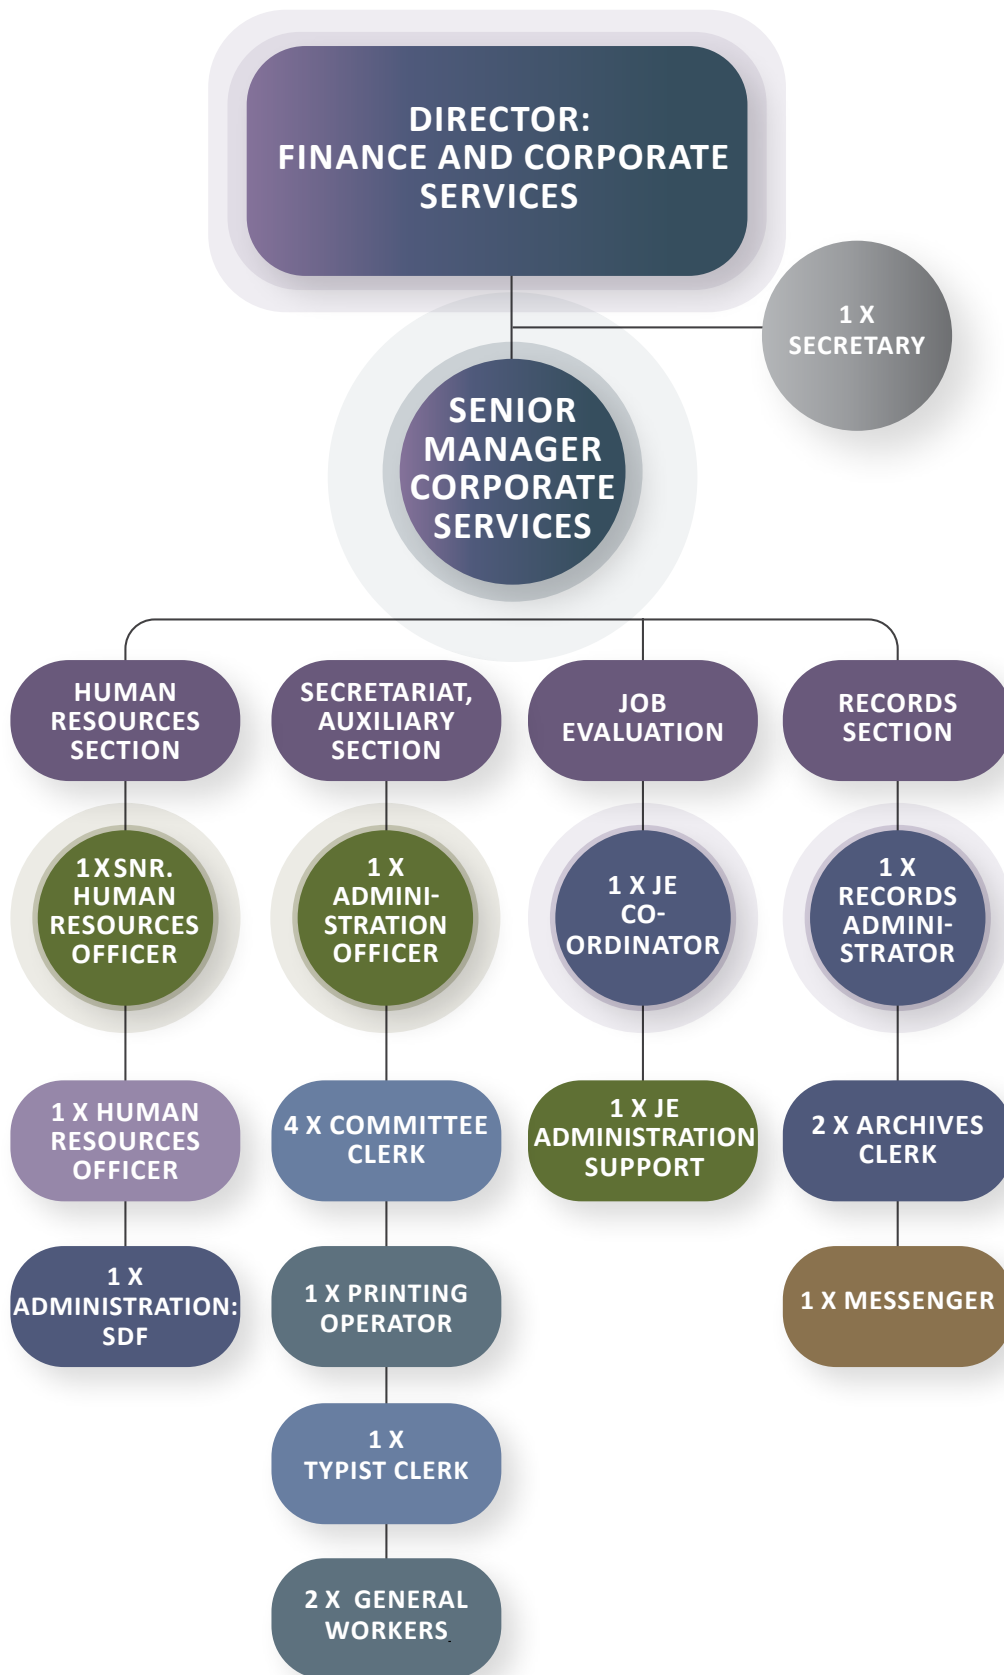 DIRECTOR:
FINANCE AND CORPORATE
SERVICES
1 X
SECRETARY
SENIOR
MANAGER
CORPORATE
SERVICES
HUMAN
RESOURCES
SECTION
SECRETARIAT,
AUXILIARY
SECTION
JOB
EVALUATION
RECORDS
SECTION
1 X SNR.
HUMAN
RESOURCES
OFFICER
1 X
ADMINI-
STRATION
OFFICER
1 X JE
CO-
ORDINATOR
1 X
RECORDS
ADMINI-
STRATOR
1 X HUMAN
RESOURCES
OFFICER
4 X COMMITTEE
CLERK
1 X JE
ADMINISTRATION
SUPPORT
2 X ARCHIVES
CLERK
1 X
ADMINISTRATION:
SDF
1 X PRINTING
OPERATOR
1 X MESSENGER
1 X
TYPIST CLERK
2 X GENERAL
WORKERS.